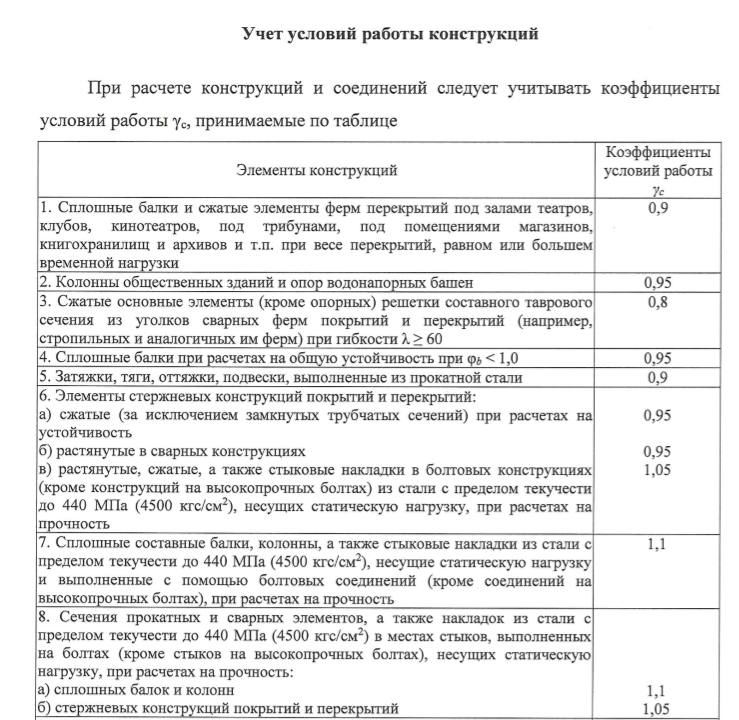 Учет условий работы конструкций
При расчете конструкций и соединений следует учитывать коэффициенты
условий работы γс, принимаемые по таблице
Элементы конструкций
Коэффициенты
условий работы
γс
1. Сплошные балки и сжатые элементы ферм перекрытий под залами театров,
клубов, кинотеатров, под трибунами, под помещениями магазинов,
книгохранилищ и архивов и т.п. при весе перекрытий, равном или большем
временной нагрузки
0,9
2. Колонны общественных зданий и опор водонапорных башен
0,95
3. Сжатые основные элементы (кроме опорных) решетки составного таврового
сечения из уголков сварных ферм покрытий и перекрытий (например,
стропильных и аналогичных им ферм) при гибкости λ ≥ 60
0,8
4. Сплошные балки при расчетах на общую устойчивость при φb < 1,0
0,95
5. Затяжки, тяги, оттяжки, подвески, выполненные из прокатной стали
0,9
6. Элементы стержневых конструкций покрытий и перекрытий:
а) сжатые (за исключением замкнутых трубчатых сечений) при расчетах на
устойчивость
0,95
б) растянутые в сварных конструкциях
0,95
в) растянутые, сжатые, а также стыковые накладки в болтовых конструкциях
(кроме конструкций на высокопрочных болтах) из стали с пределом текучести
до 440 МПа (4500 кгс/см²), несущих статическую нагрузку, при расчетах на
прочность
1,05
7. Сплошные составные балки, колонны, а также стыковые накладки из стали с
пределом текучести до 440 МПа (4500 кгс/см²), несущие статическую нагрузку
и выполненные с помощью болтовых соединений (кроме соединений на
высокопрочных болтах), при расчетах на прочность
1,1
8. Сечения прокатных и сварных элементов, а также накладок из стали с
пределом текучести до 440 МПа (4500 кгс/см²) в местах стыков, выполненных
на болтах (кроме стыков на высокопрочных болтах), несущих статическую
нагрузку, при расчетах на прочность:
а) сплошных балок и колонн
1,1
б) стержневых конструкций покрытий и перекрытий
1,05